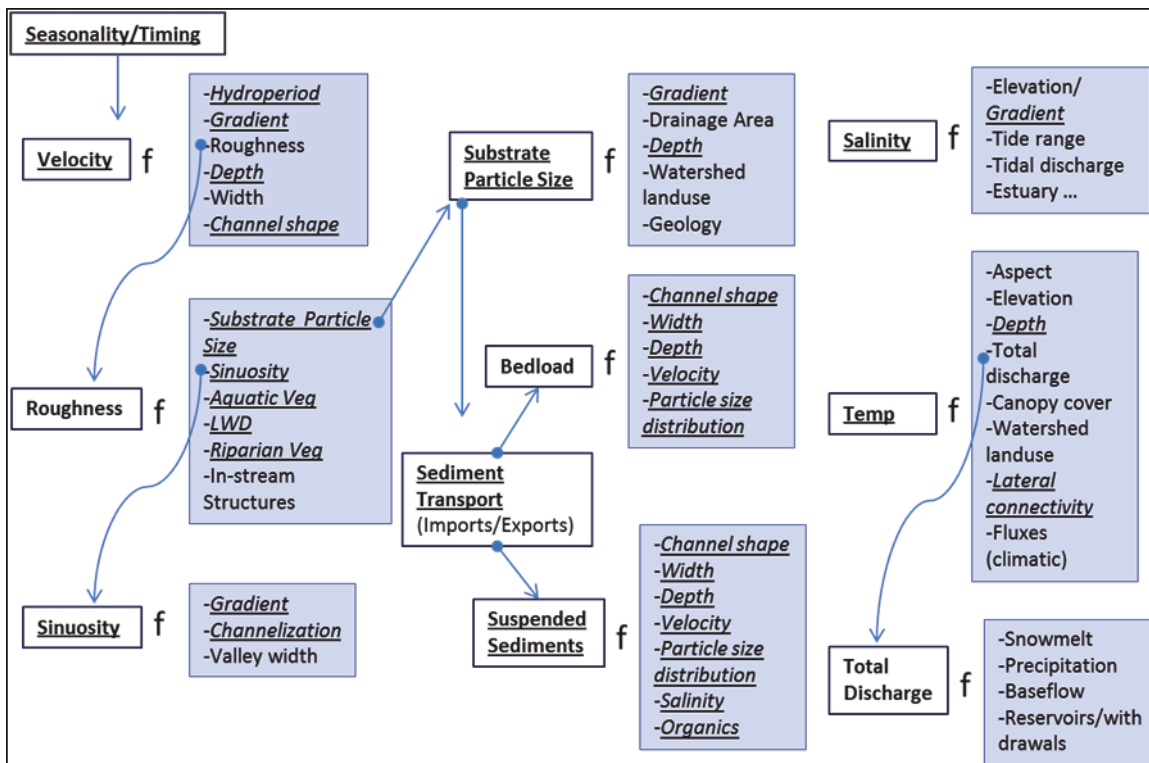 Seasonality/Timing
Velocity
f
-Hydroperiod
-Gradient
-Roughness
-Depth
-Width
-Channel shape
Roughness
f
-Substrate Particle
Size
-Sinuosity
-Aquatic Veg
-LWD
-Riparian Veg
-In-stream
Structures
Sinuosity
f
-Gradient
-Channelization
-Valley width
Substrate
Particle Size
f
-Gradient
-Drainage Area
-Depth
-Watershed
landuse
-Geology
Bedload
f
-Channel shape
-Width
-Depth
-Velocity
-Particle size
distribution
Sediment
Transport
(Imports/Exports)
Suspended
Sediments
f
-Channel shape
-Width
-Depth
-Velocity
-Particle size
distribution
-Salinity
-Organics
Salinity
f
-Elevation/
Gradient
-Tide range
-Tidal discharge
-Estuary ...
Temp
f
-Aspect
-Elevation
-Depth
-Total
discharge
-Canopy cover
-Watershed
landuse
-Lateral
connectivity
-Fluxes
(climatic)
Total
Discharge
f
-Snowmelt
-Precipitation
-Baseflow
-Reservoirs/with
drawals